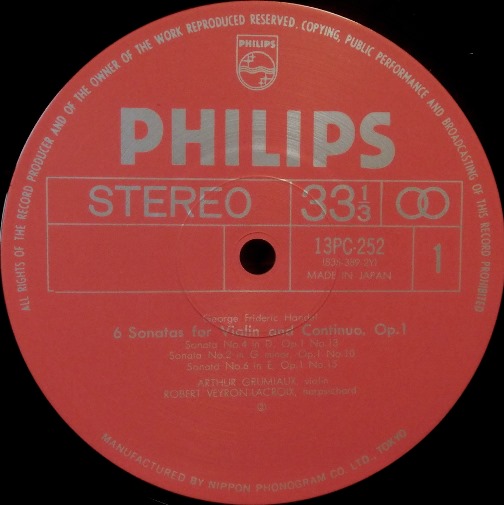 ALL RIGHTS OF THE RECORD PRODUCER AND OF THE OWNER OF THE WORK REPRODUCED RESERVED. COPYING, PUBLIC PERFORMANCE AND BROADCASTING OF THIS RECORD PROHIBITED
PHILIPS
PHILIPS
STEREO 33 1/3
13PC-252 1
MADE IN JAPAN
George Frideric Handel
6 Sonatas for Violin and Continuo, Op.1
Sonata No.4 in D, Op.1 No.13
Sonata No.2 in G minor, Op.1 No.10
Sonata No.6 in E, Op.1 No.15
ARTHUR GRUMIAUX, violin
ROBERT VEYRON-LACROIX, harpsichord
MANUFACTURED BY NIPPON PHONOGRAM CO. LTD., TOKYO